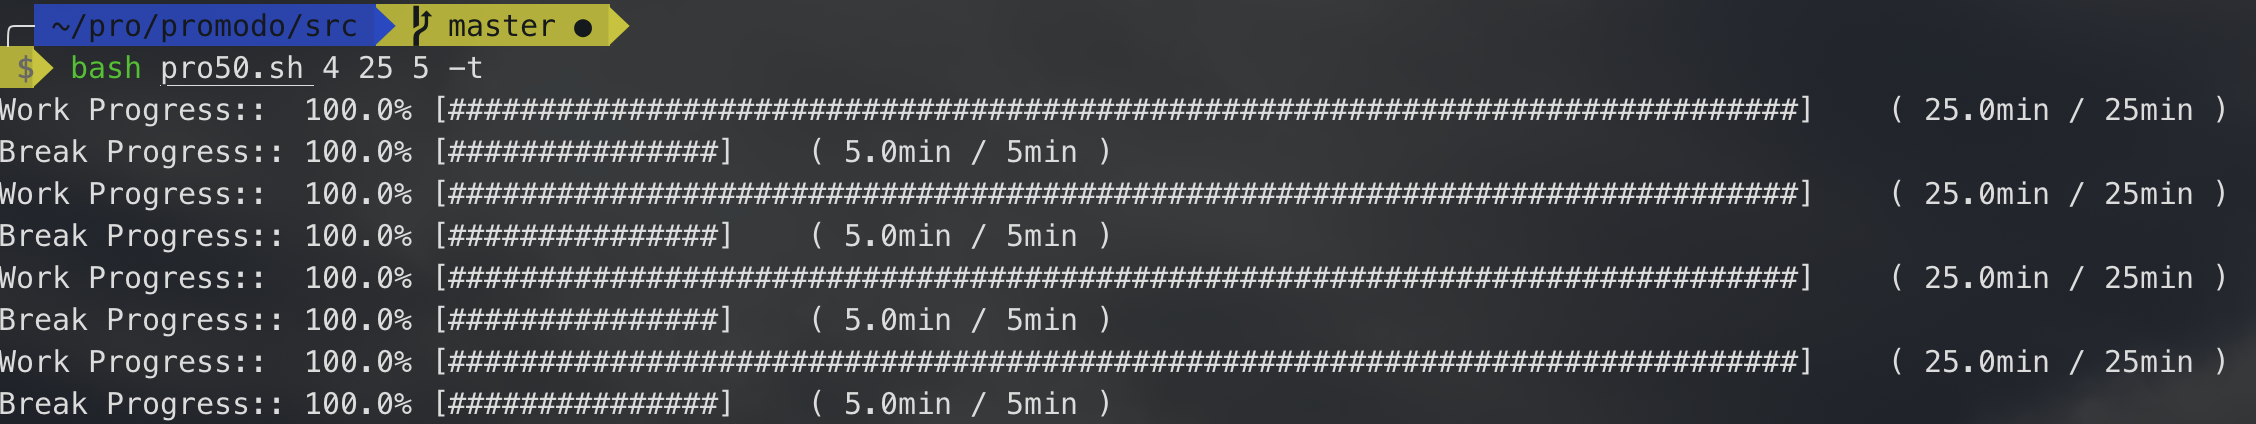 ~/pro/promodo/src master ●
$ bash pro50.sh 4 25 5 -t
Work Progress::  100.0% [###########################################################################]    ( 25.0min / 25min )
Break Progress:: 100.0% [###############]    ( 5.0min / 5min )
Work Progress::  100.0% [###########################################################################]    ( 25.0min / 25min )
Break Progress:: 100.0% [###############]    ( 5.0min / 5min )
Work Progress::  100.0% [###########################################################################]    ( 25.0min / 25min )
Break Progress:: 100.0% [###############]    ( 5.0min / 5min )
Work Progress::  100.0% [###########################################################################]    ( 25.0min / 25min )
Break Progress:: 100.0% [###############]    ( 5.0min / 5min )